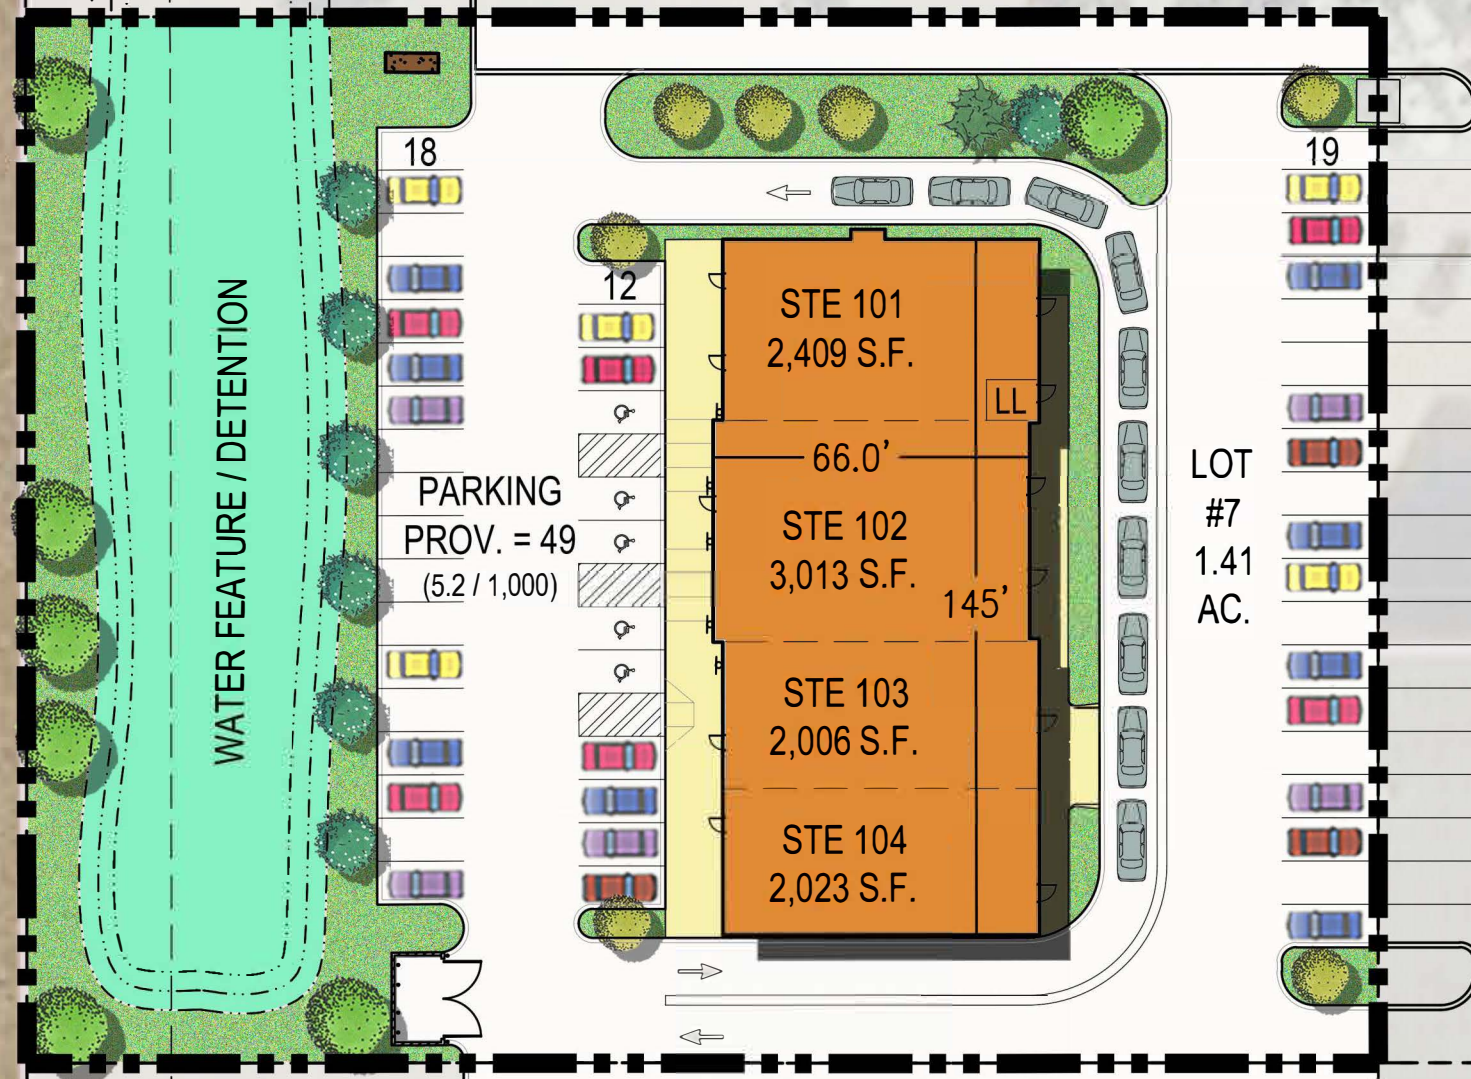 18
19
12
WATER FEATURE / DETENTION
PARKING
PROV. = 49
(5.2 / 1,000)
STE 101
2,409 S.F.
LL
66.0’
STE 102
3,013 S.F.
145’
STE 103
2,006 S.F.
STE 104
2,023 S.F.
LOT
#7
1.41
AC.